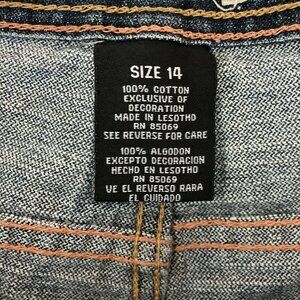 SIZE 14
100% COTTON
EXCLUSIVE OF
DECORATION
MADE IN LESOTHO
RN 85069
SEE REVERSE FOR CARE
100% ALGODON
EXCEPTO DECORACION
HECHO EN LESOTHO
RN 85069
VE EL REVERSO RARA
EL CUIDADO